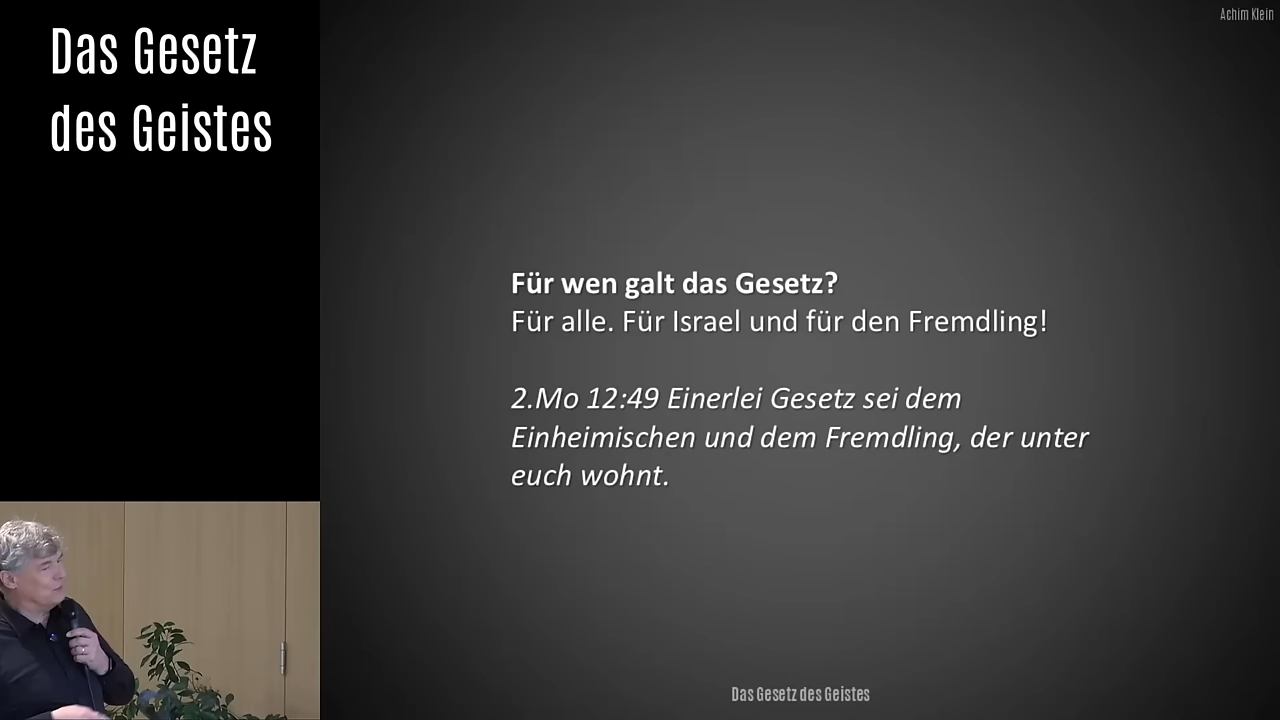 Das Gesetz
des Geistes
Achim Klein
Für wen galt das Gesetz?
Für alle. Für Israel und für den Fremdling!
2.Mo 12:49 Einerlei Gesetz sei dem
Einheimischen und dem Fremdling, der unter
euch wohnt.
Das Gesetz des Geistes